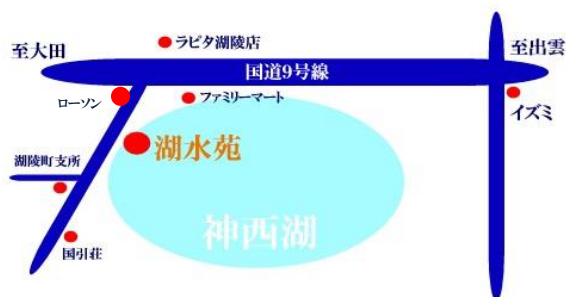 ラピタ湖陵店
至大田
至出雲
国道9号線
ローソン
ファミリーマート
イズミ
湖水苑
湖陵町支所
神西湖
国引荘